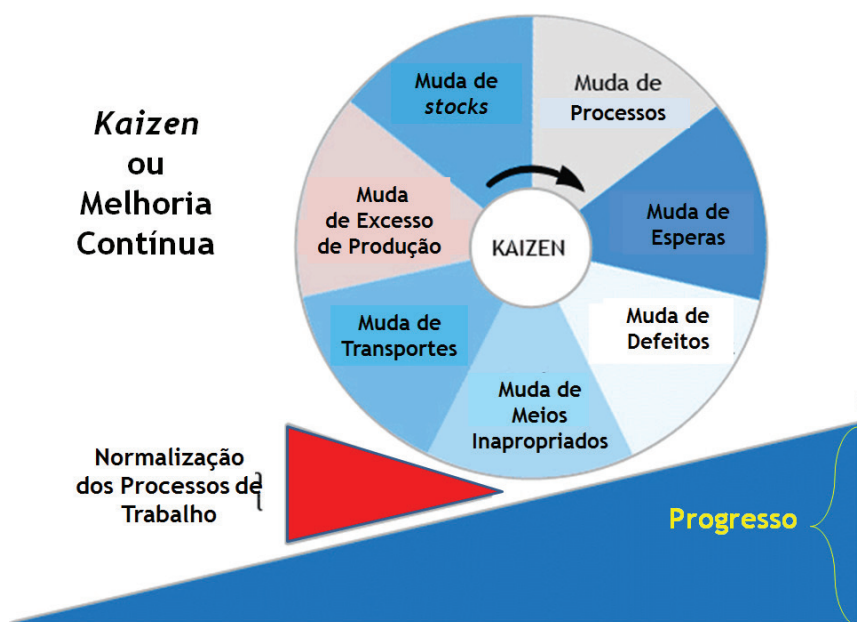 Kaizen
ou
Melhoria
Contínua
Muda de
stocks
Muda de
Processos
Muda
de Excesso
de Produção
KAIZEN
Muda de
Esperas
Muda de
Transportes
Muda de
Defeitos
Muda de
Meios
Inapropriados
Normalização
dos Processos de
Trabalho
Progresso